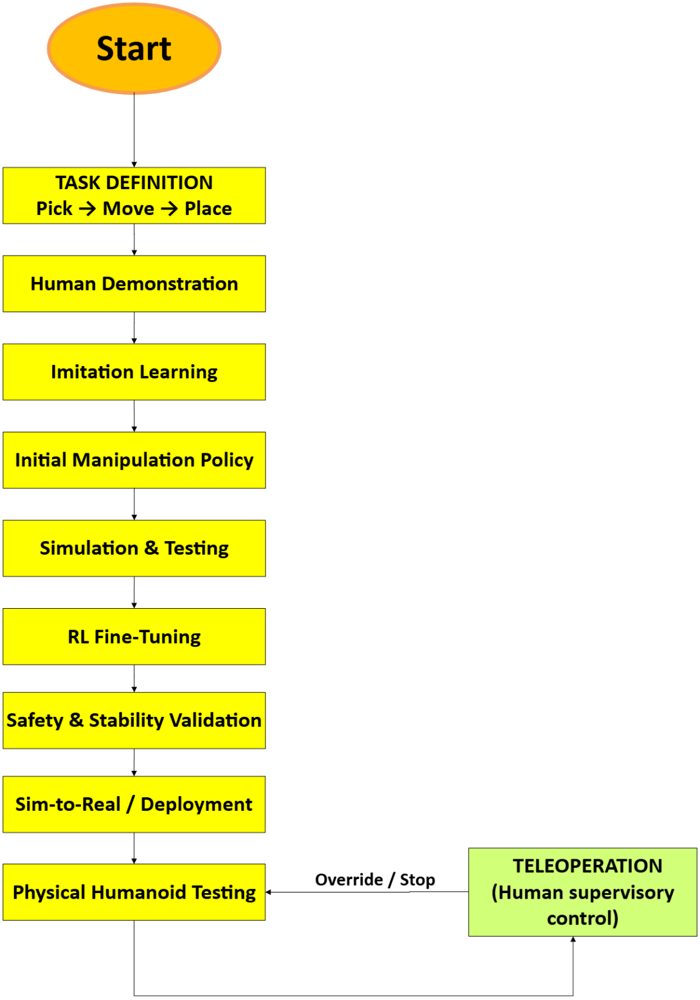 Start
TASK DEFINITION
Pick → Move → Place
Human Demonstration
Imitation Learning
Initial Manipulation Policy
Simulation & Testing
RL Fine-Tuning
Safety & Stability Validation
Sim-to-Real / Deployment
Physical Humanoid Testing
Override / Stop
TELEOPERATION
(Human supervisory
control)